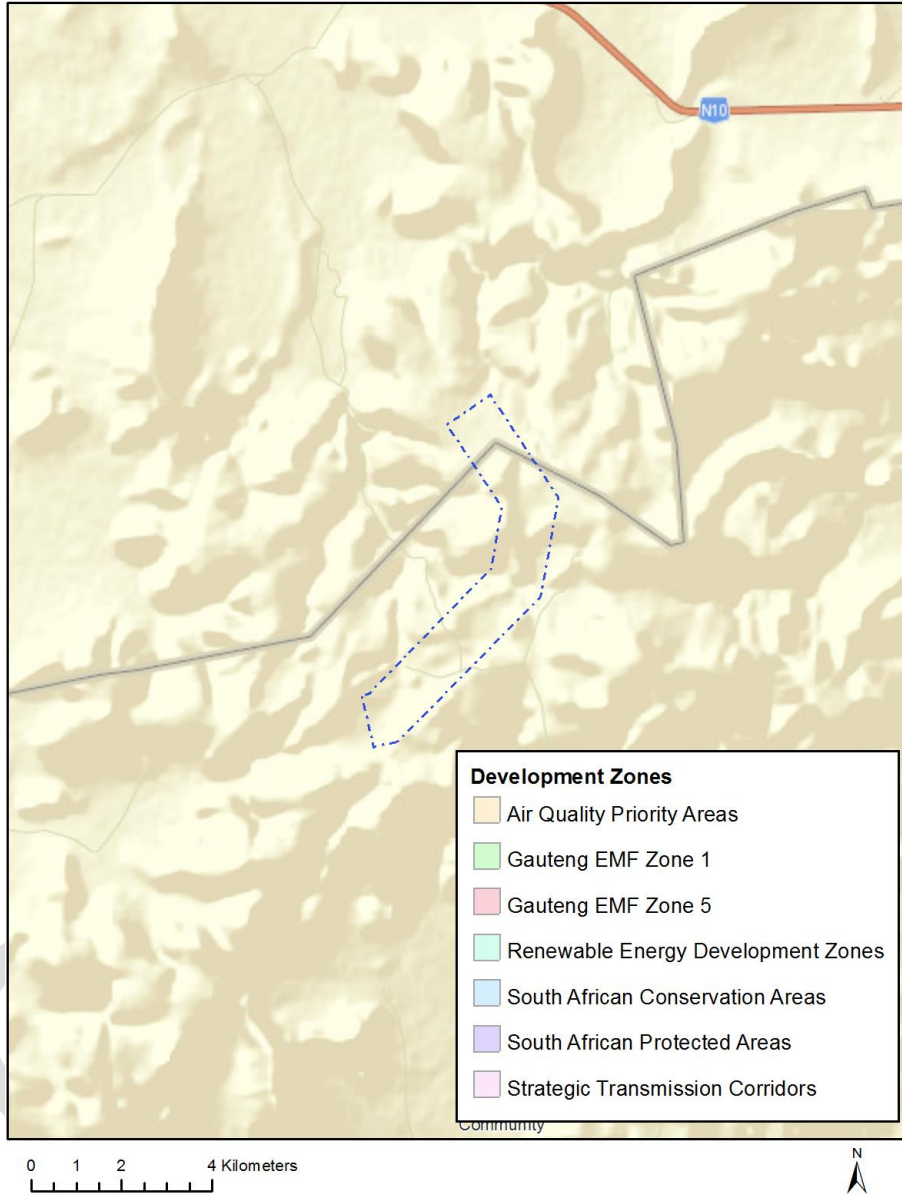 N10
Development Zones
Air Quality Priority Areas
Gauteng EMF Zone 1
Gauteng EMF Zone 5
Renewable Energy Development Zones
South African Conservation Areas
South African Protected Areas
Strategic Transmission Corridors
Community
0 1 2 4 Kilometers
N